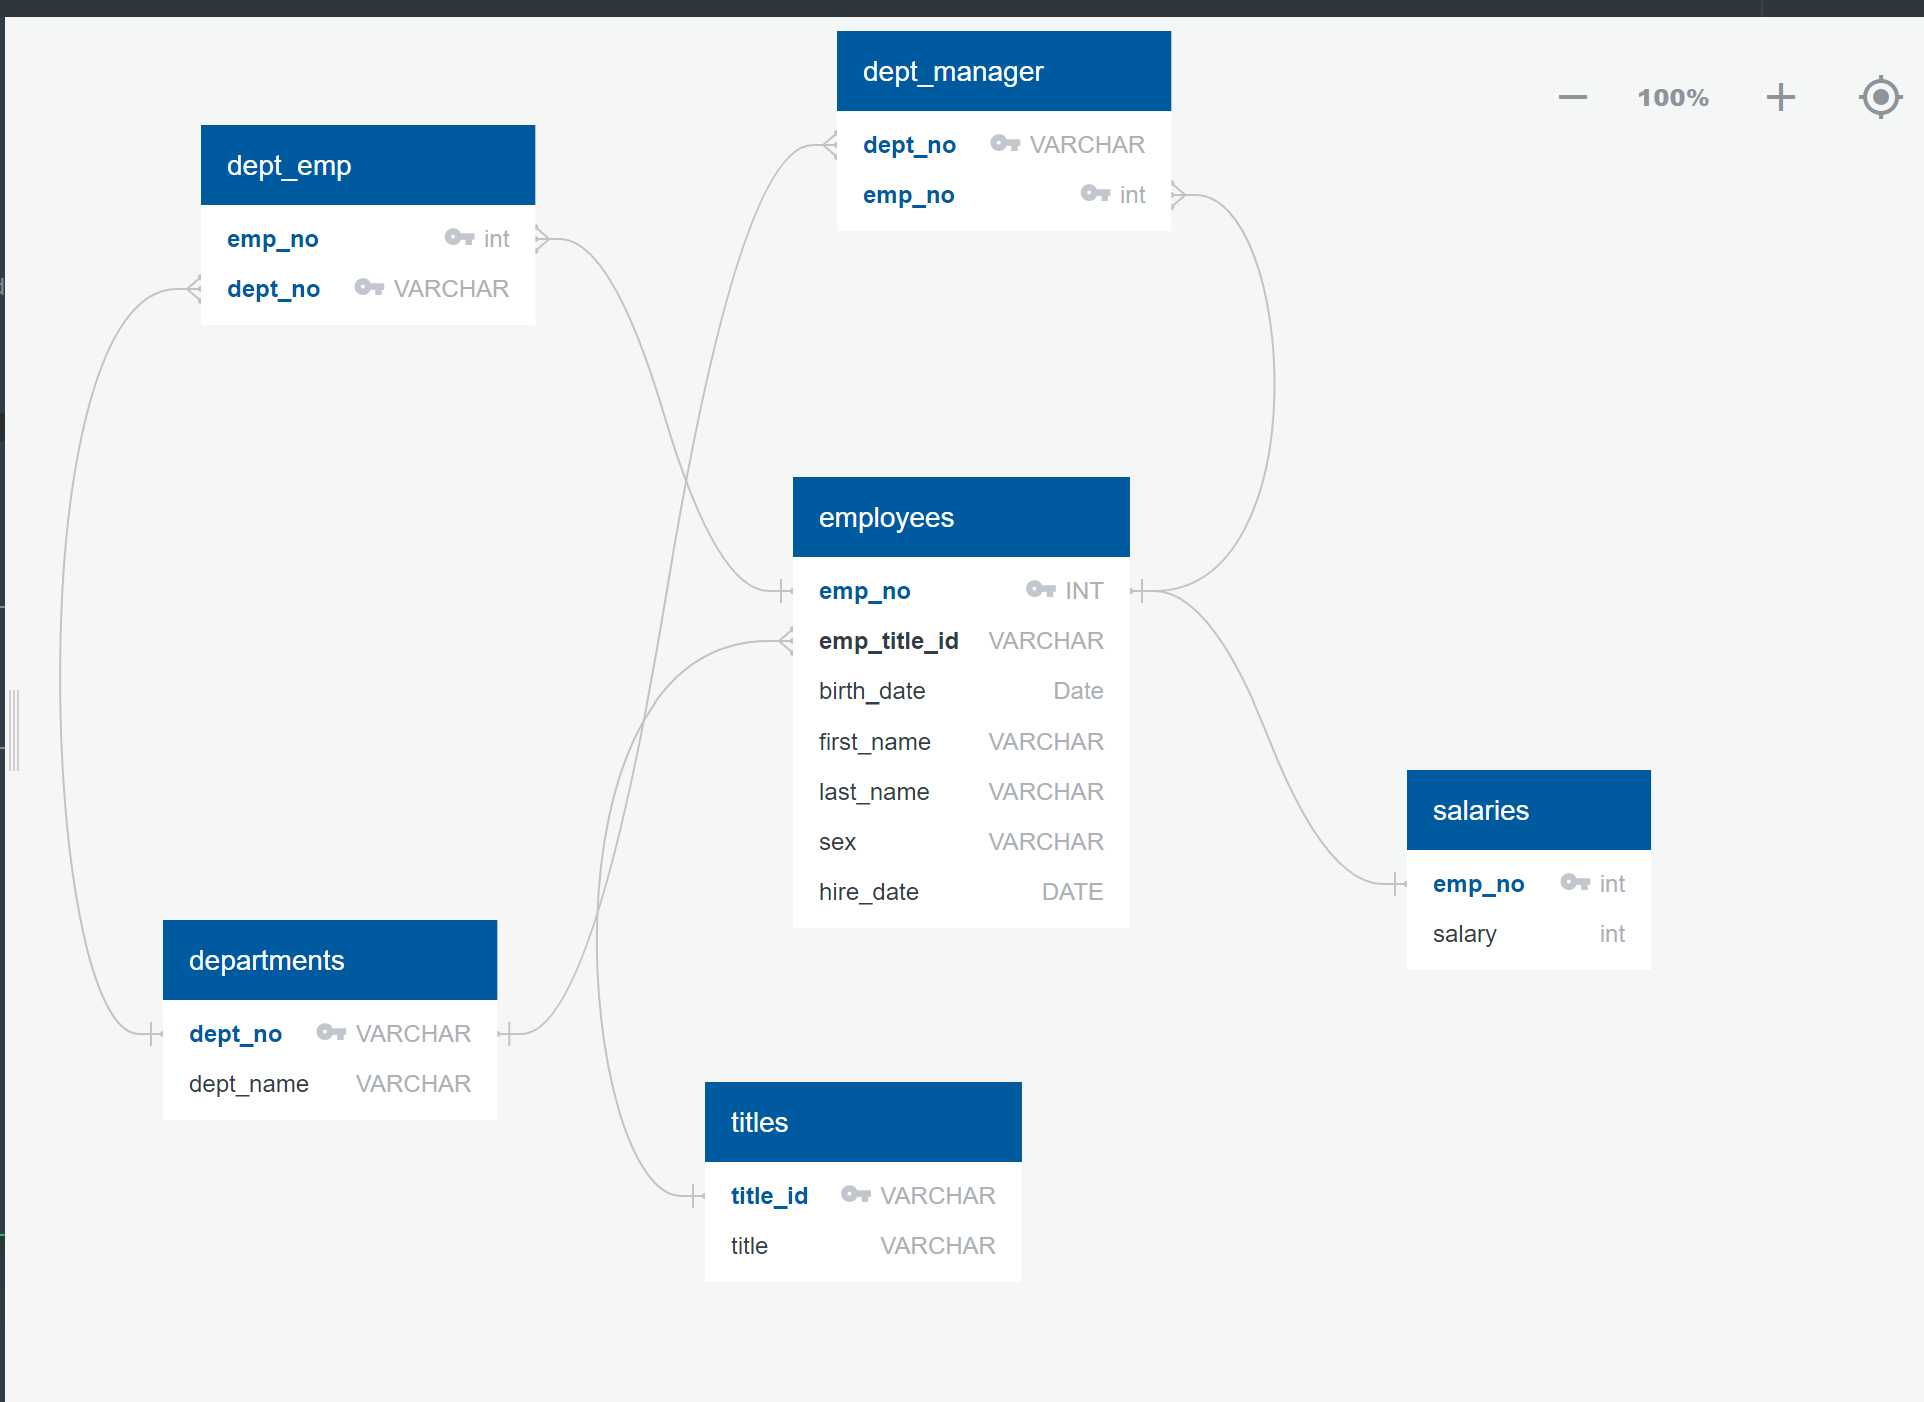 dept_manager
dept_no VARCHAR
emp_no int
100%
dept_emp
emp_no int
dept_no VARCHAR
employees
emp_no INT
emp_title_id VARCHAR
birth_date Date
first_name VARCHAR
last_name VARCHAR
sex VARCHAR
hire_date DATE
salaries
emp_no int
salary int
departments
dept_no VARCHAR
dept_name VARCHAR
titles
title_id VARCHAR
title VARCHAR